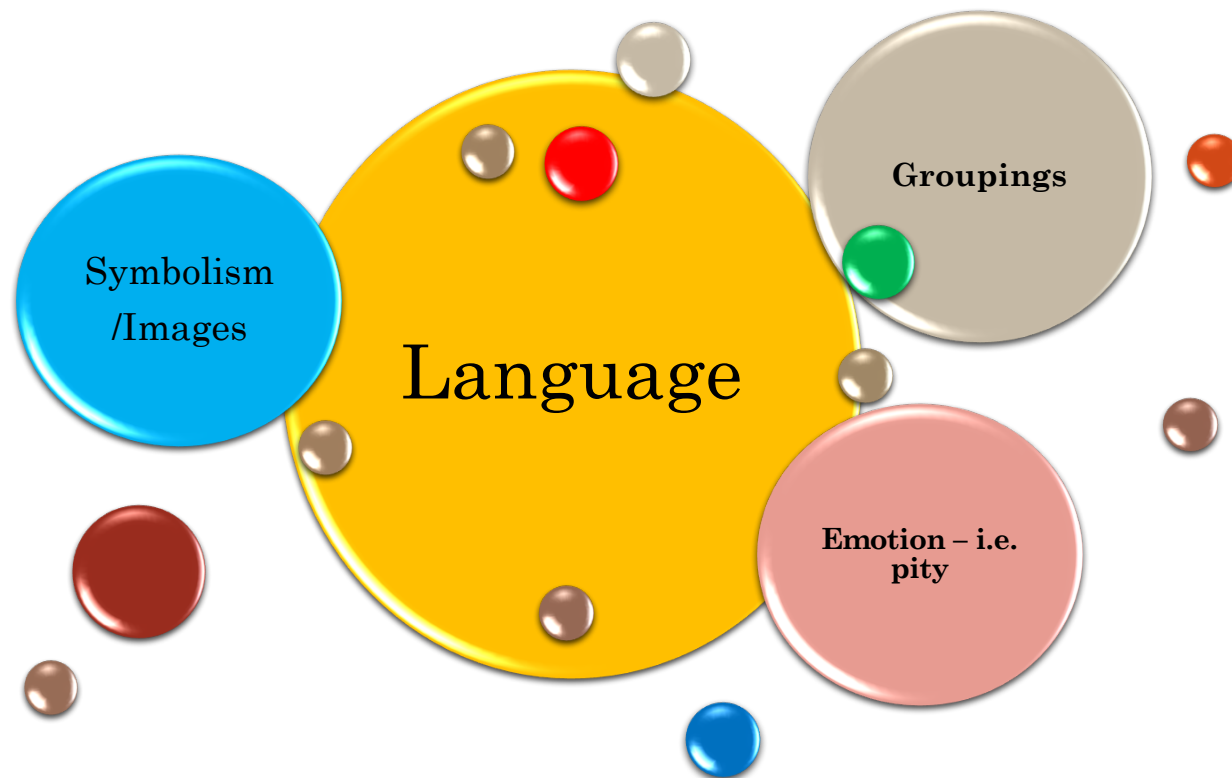 Groupings
Symbolism
/Images
Language
Emotion – i.e.
pity